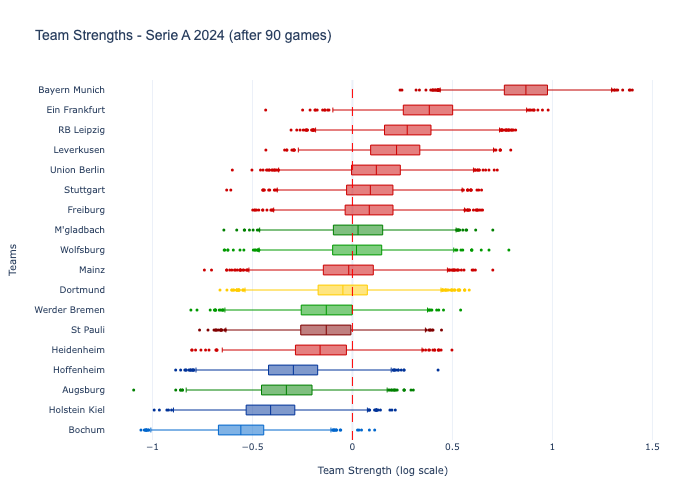 Team Strengths - Serie A 2024 (after 90 games)
Bayern Munich
Ein Frankfurt
RB Leipzig
Leverkusen
Union Berlin
Stuttgart
Freiburg
M'gladbach
Wolfsburg
Mainz
Dortmund
Werder Bremen
St Pauli
Heidenheim
Hoffenheim
Augsburg
Holstein Kiel
Bochum
Teams
−1 −0.5 0 0.5 1 1.5
Team Strength (log scale)